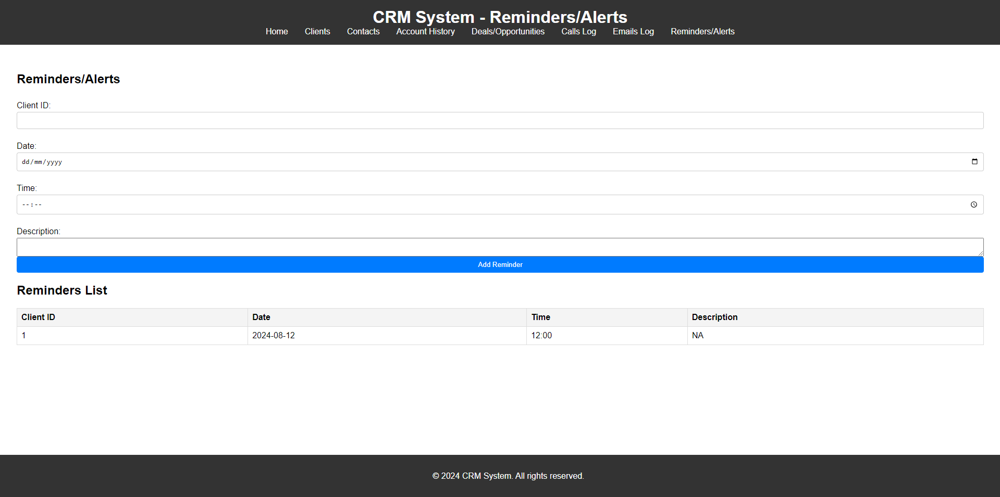 CRM System - Reminders/Alerts
Home Clients Contacts Account History Deals/Opportunities Calls Log Emails Log Reminders/Alerts
Reminders/Alerts
Client ID:
Date:
dd/mm/yyyy
Time:
--:--
Description:
Add Reminder
Reminders List
Client ID Date Time Description
1 2024-08-12 12:00 NA
© 2024 CRM System. All rights reserved.